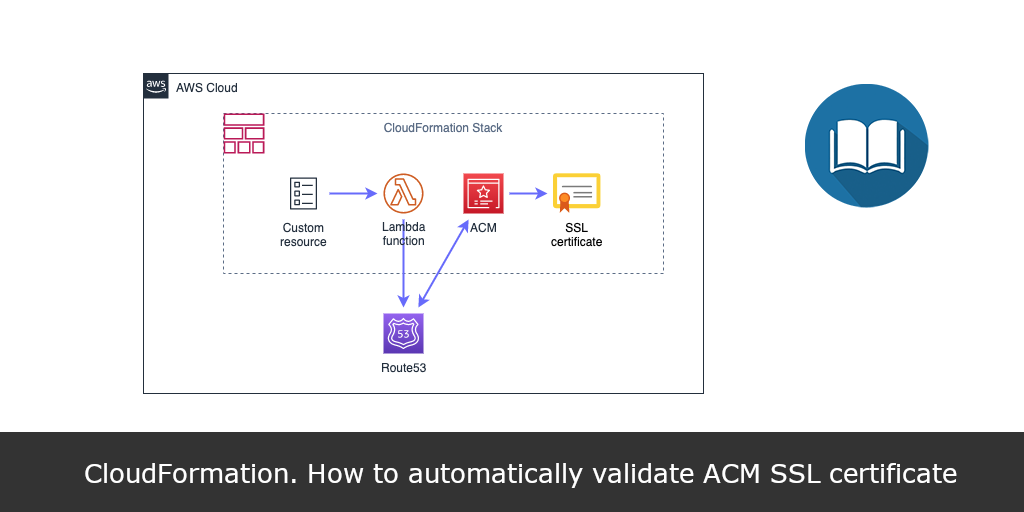 aws
AWS Cloud
CloudFormation Stack
Custom
resource
Lambda
function
ACM
SSL
certificate
53
Route53
CloudFormation. How to automatically validate ACM SSL certificate